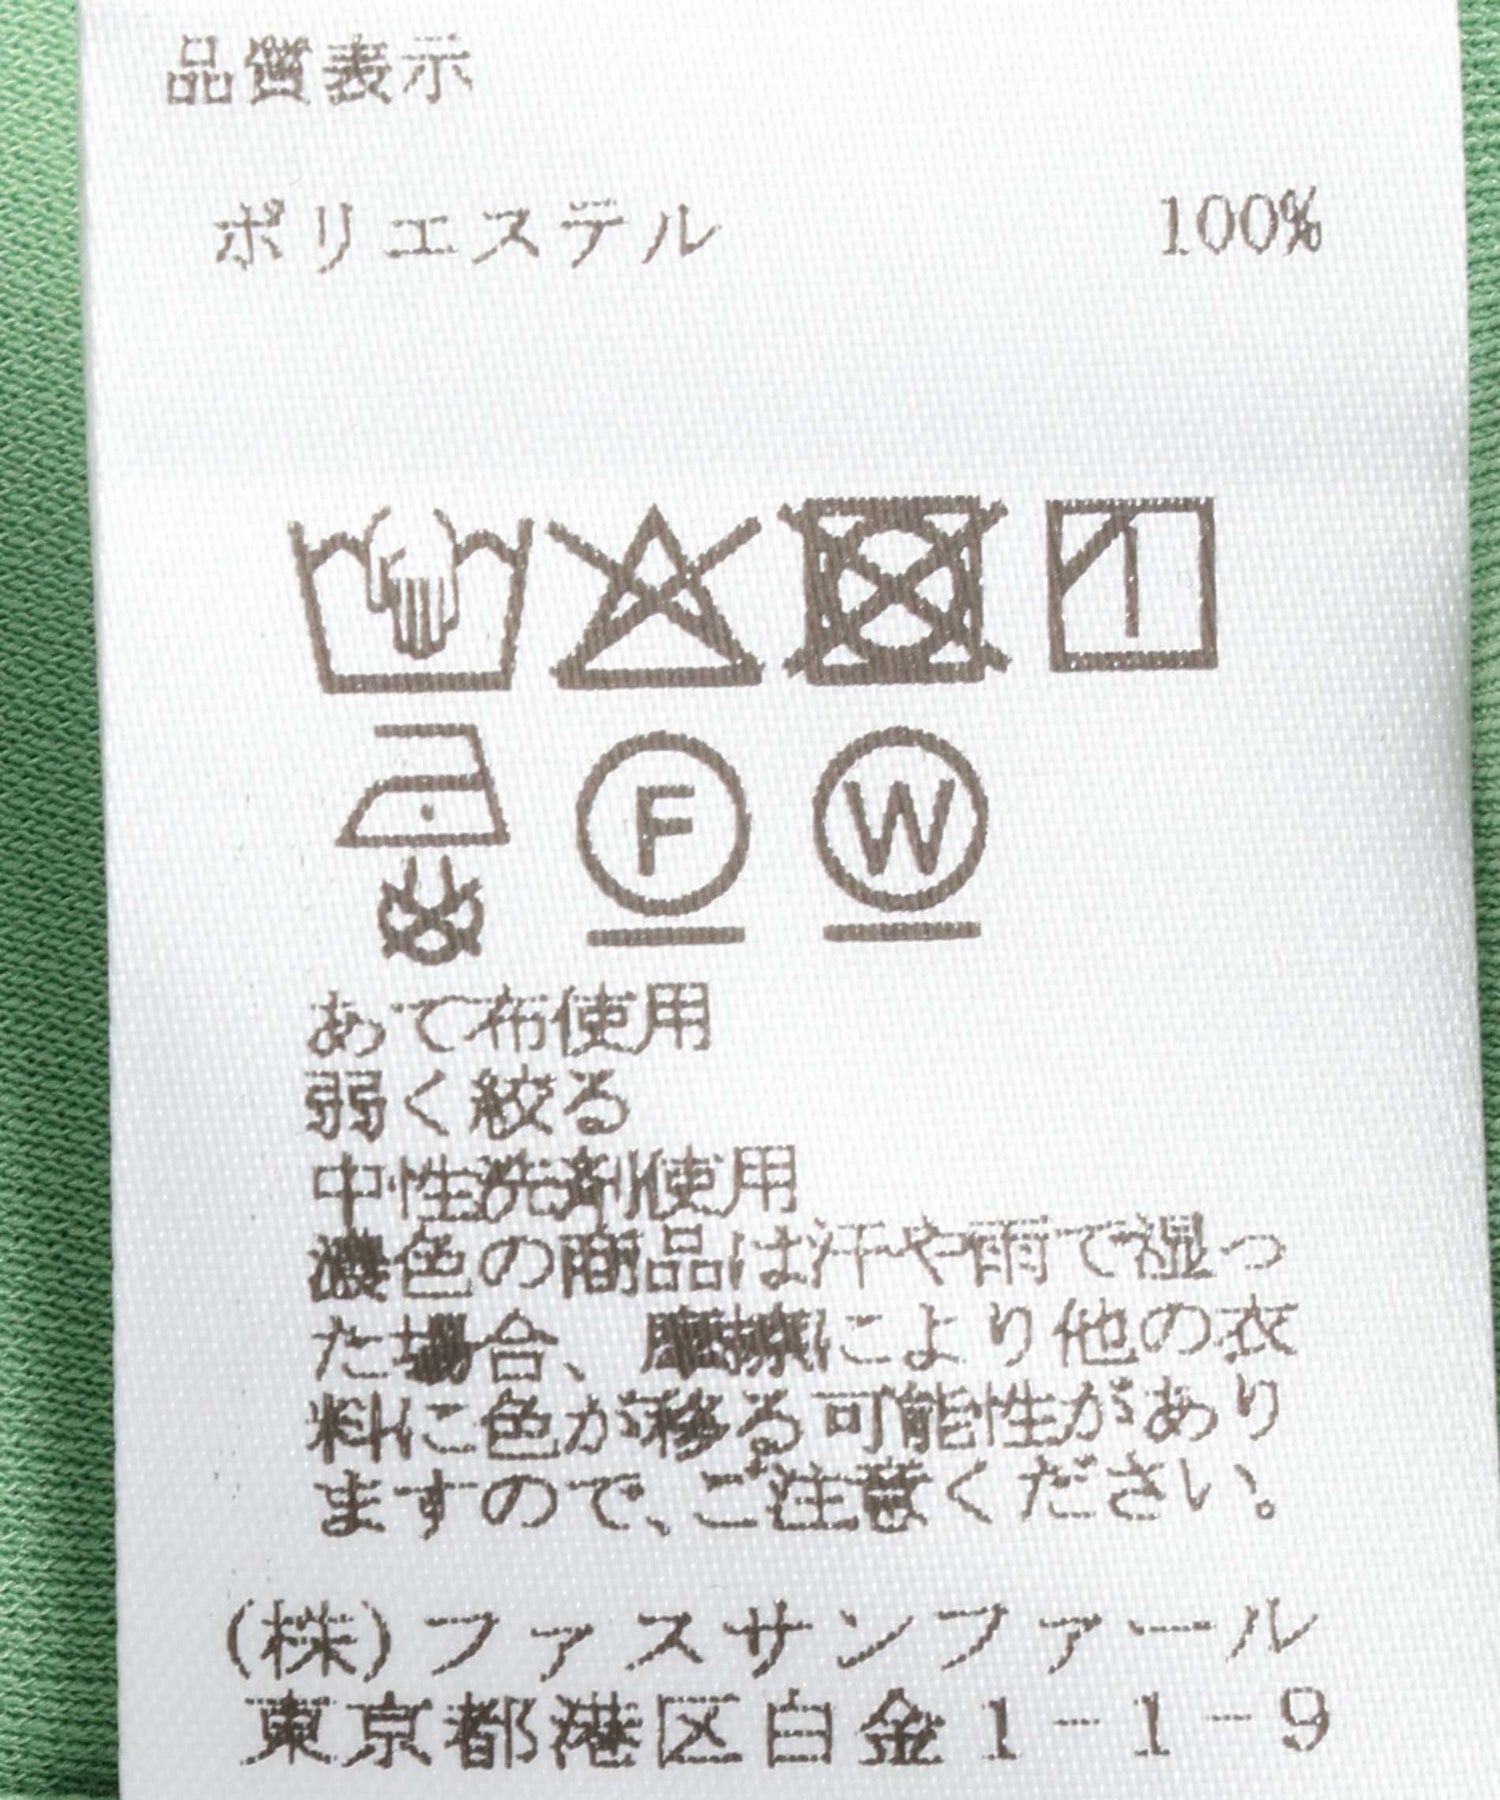 品質表示
ポリエステル 100%
F W
あて布使用
弱く絞る
中性洗剤使用
濃色の商品は汗や雨で湿っ
た場合、摩擦により他の衣
料に色が移る可能性があり
ますので、ご注意ください。
(株)ファスサンファール
東京都港区白金1-1-9